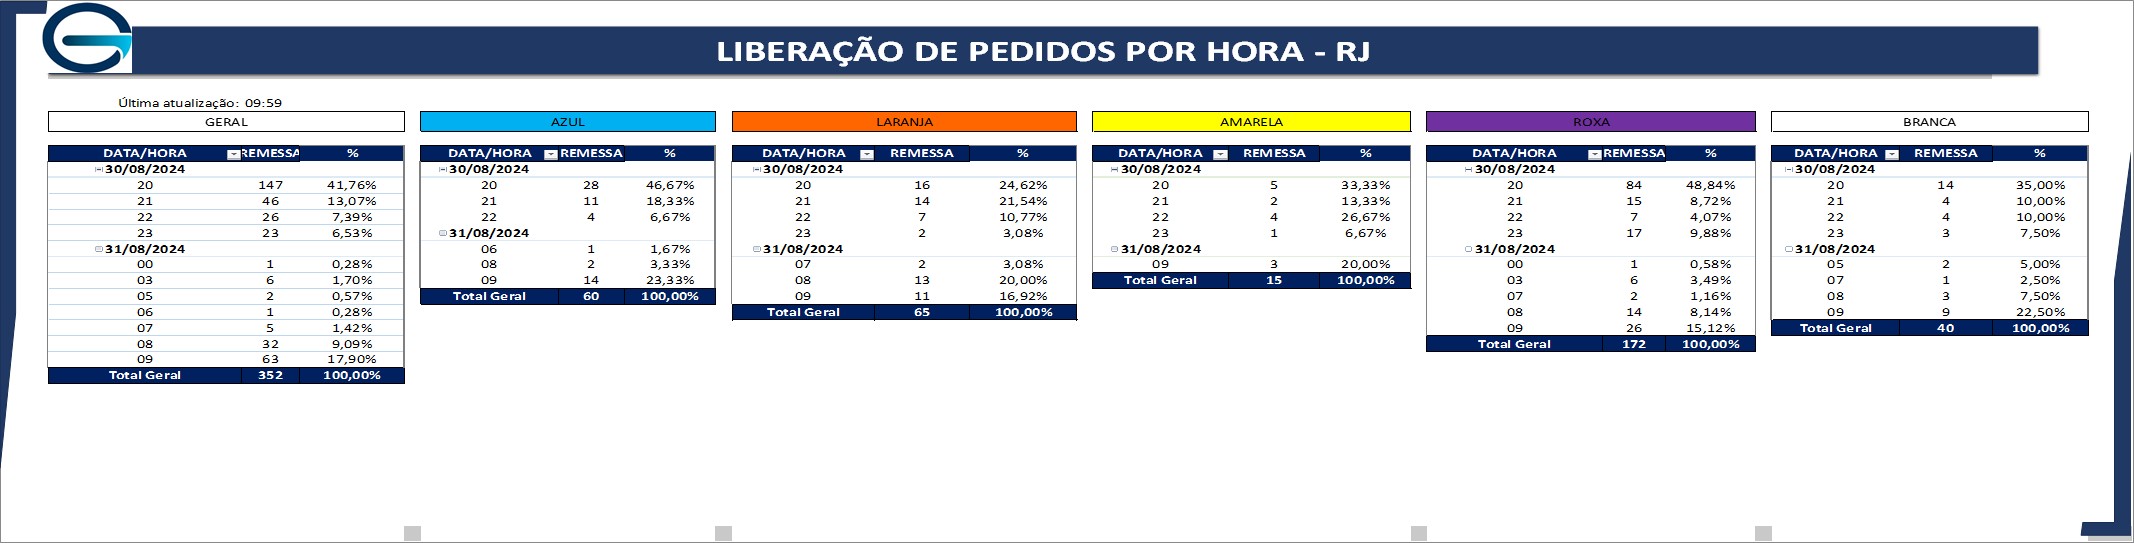 LIBERAÇÃO DE PEDIDOS POR HORA - RJ
Última atualização: 09:59
GERAL
DATA/HORA REMESSA %
30/08/2024
20 147 41,76%
21 46 13,07%
22 26 7,39%
23 23 6,53%
31/08/2024
00 1 0,28%
03 6 1,70%
05 2 0,57%
06 1 0,28%
07 5 1,42%
08 32 9,09%
09 63 17,90%
Total Geral 352 100,00%
AZUL
DATA/HORA REMESSA %
30/08/2024
20 28 46,67%
21 11 18,33%
22 4 6,67%
31/08/2024
06 1 1,67%
08 2 3,33%
09 14 23,33%
Total Geral 60 100,00%
LARANJA
DATA/HORA REMESSA %
30/08/2024
20 16 24,62%
21 14 21,54%
22 7 10,77%
23 2 3,08%
31/08/2024
07 2 3,08%
08 13 20,00%
09 11 16,92%
Total Geral 65 100,00%
AMARELA
DATA/HORA REMESSA %
30/08/2024
20 5 33,33%
21 2 13,33%
22 4 26,67%
23 1 6,67%
31/08/2024
09 3 20,00%
Total Geral 15 100,00%
ROXA
DATA/HORA REMESSA %
30/08/2024
20 84 48,84%
21 15 8,72%
22 7 4,07%
23 17 9,88%
31/08/2024
00 1 0,58%
03 6 3,49%
07 2 1,16%
08 14 8,14%
09 26 15,12%
Total Geral 172 100,00%
BRANCA
DATA/HORA REMESSA %
30/08/2024
20 14 35,00%
21 4 10,00%
22 4 10,00%
23 3 7,50%
31/08/2024
05 2 5,00%
07 1 2,50%
08 3 7,50%
09 9 22,50%
Total Geral 40 100,00%